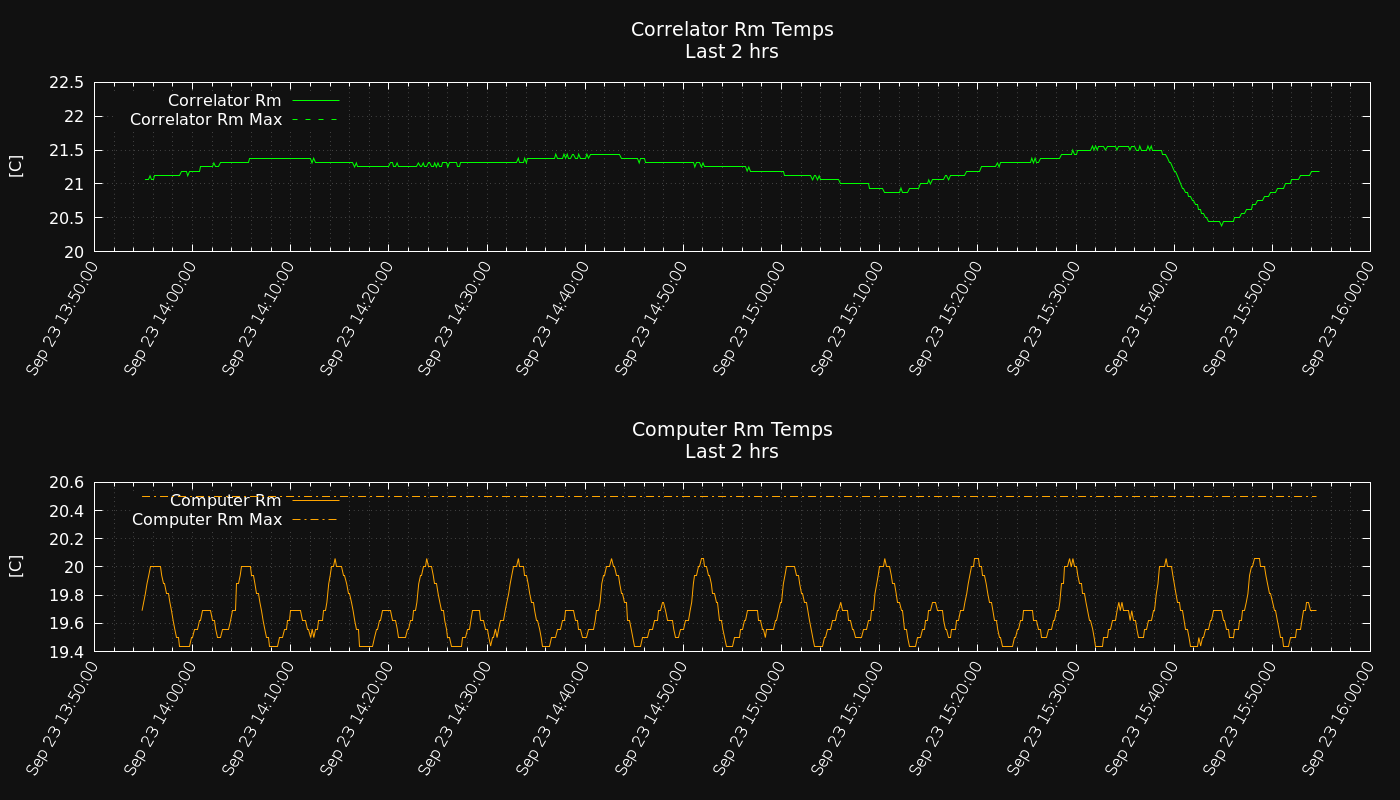 Correlator Rm Temps
Last 2 hrs
22.5
22
21.5
21
20.5
20
[C]
Correlator Rm
Correlator Rm Max
Sep 23 13:50:00
Sep 23 14:00:00
Sep 23 14:10:00
Sep 23 14:20:00
Sep 23 14:30:00
Sep 23 14:40:00
Sep 23 14:50:00
Sep 23 15:00:00
Sep 23 15:10:00
Sep 23 15:20:00
Sep 23 15:30:00
Sep 23 15:40:00
Sep 23 15:50:00
Sep 23 16:00:00
Computer Rm Temps
Last 2 hrs
20.6
20.4
20.2
20
19.8
19.6
19.4
[C]
Computer Rm
Computer Rm Max
Sep 23 13:50:00
Sep 23 14:00:00
Sep 23 14:10:00
Sep 23 14:20:00
Sep 23 14:30:00
Sep 23 14:40:00
Sep 23 14:50:00
Sep 23 15:00:00
Sep 23 15:10:00
Sep 23 15:20:00
Sep 23 15:30:00
Sep 23 15:40:00
Sep 23 15:50:00
Sep 23 16:00:00